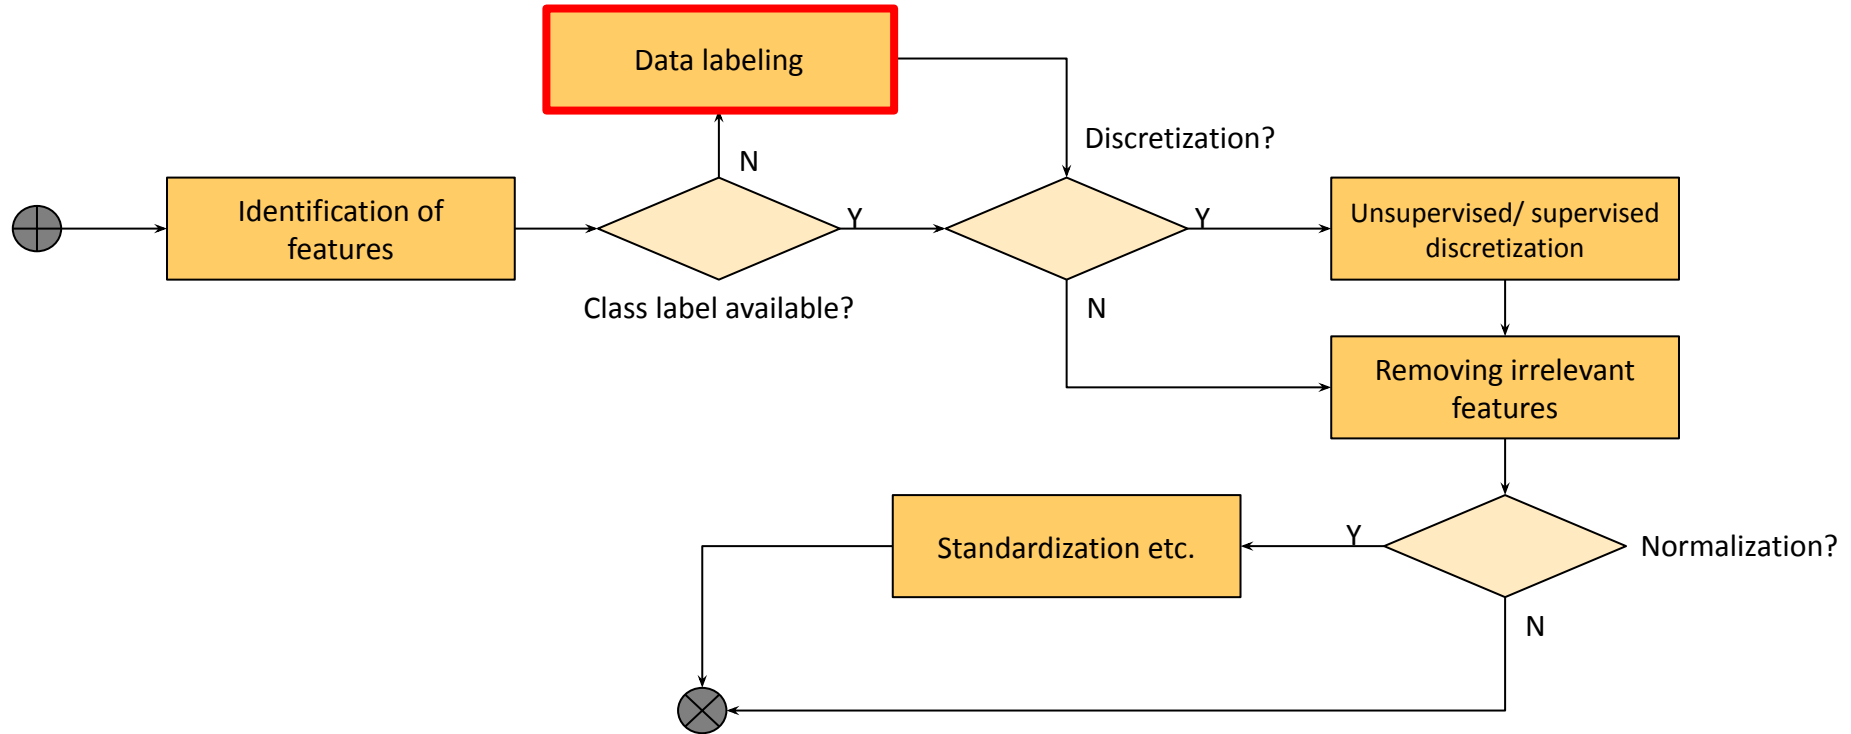 Data labeling
Discretization?
N
Identification of
features
Y
Y
Unsupervised/ supervised
discretization
Class label available?
N
Removing irrelevant
features
Standardization etc.
Y
Normalization?
N